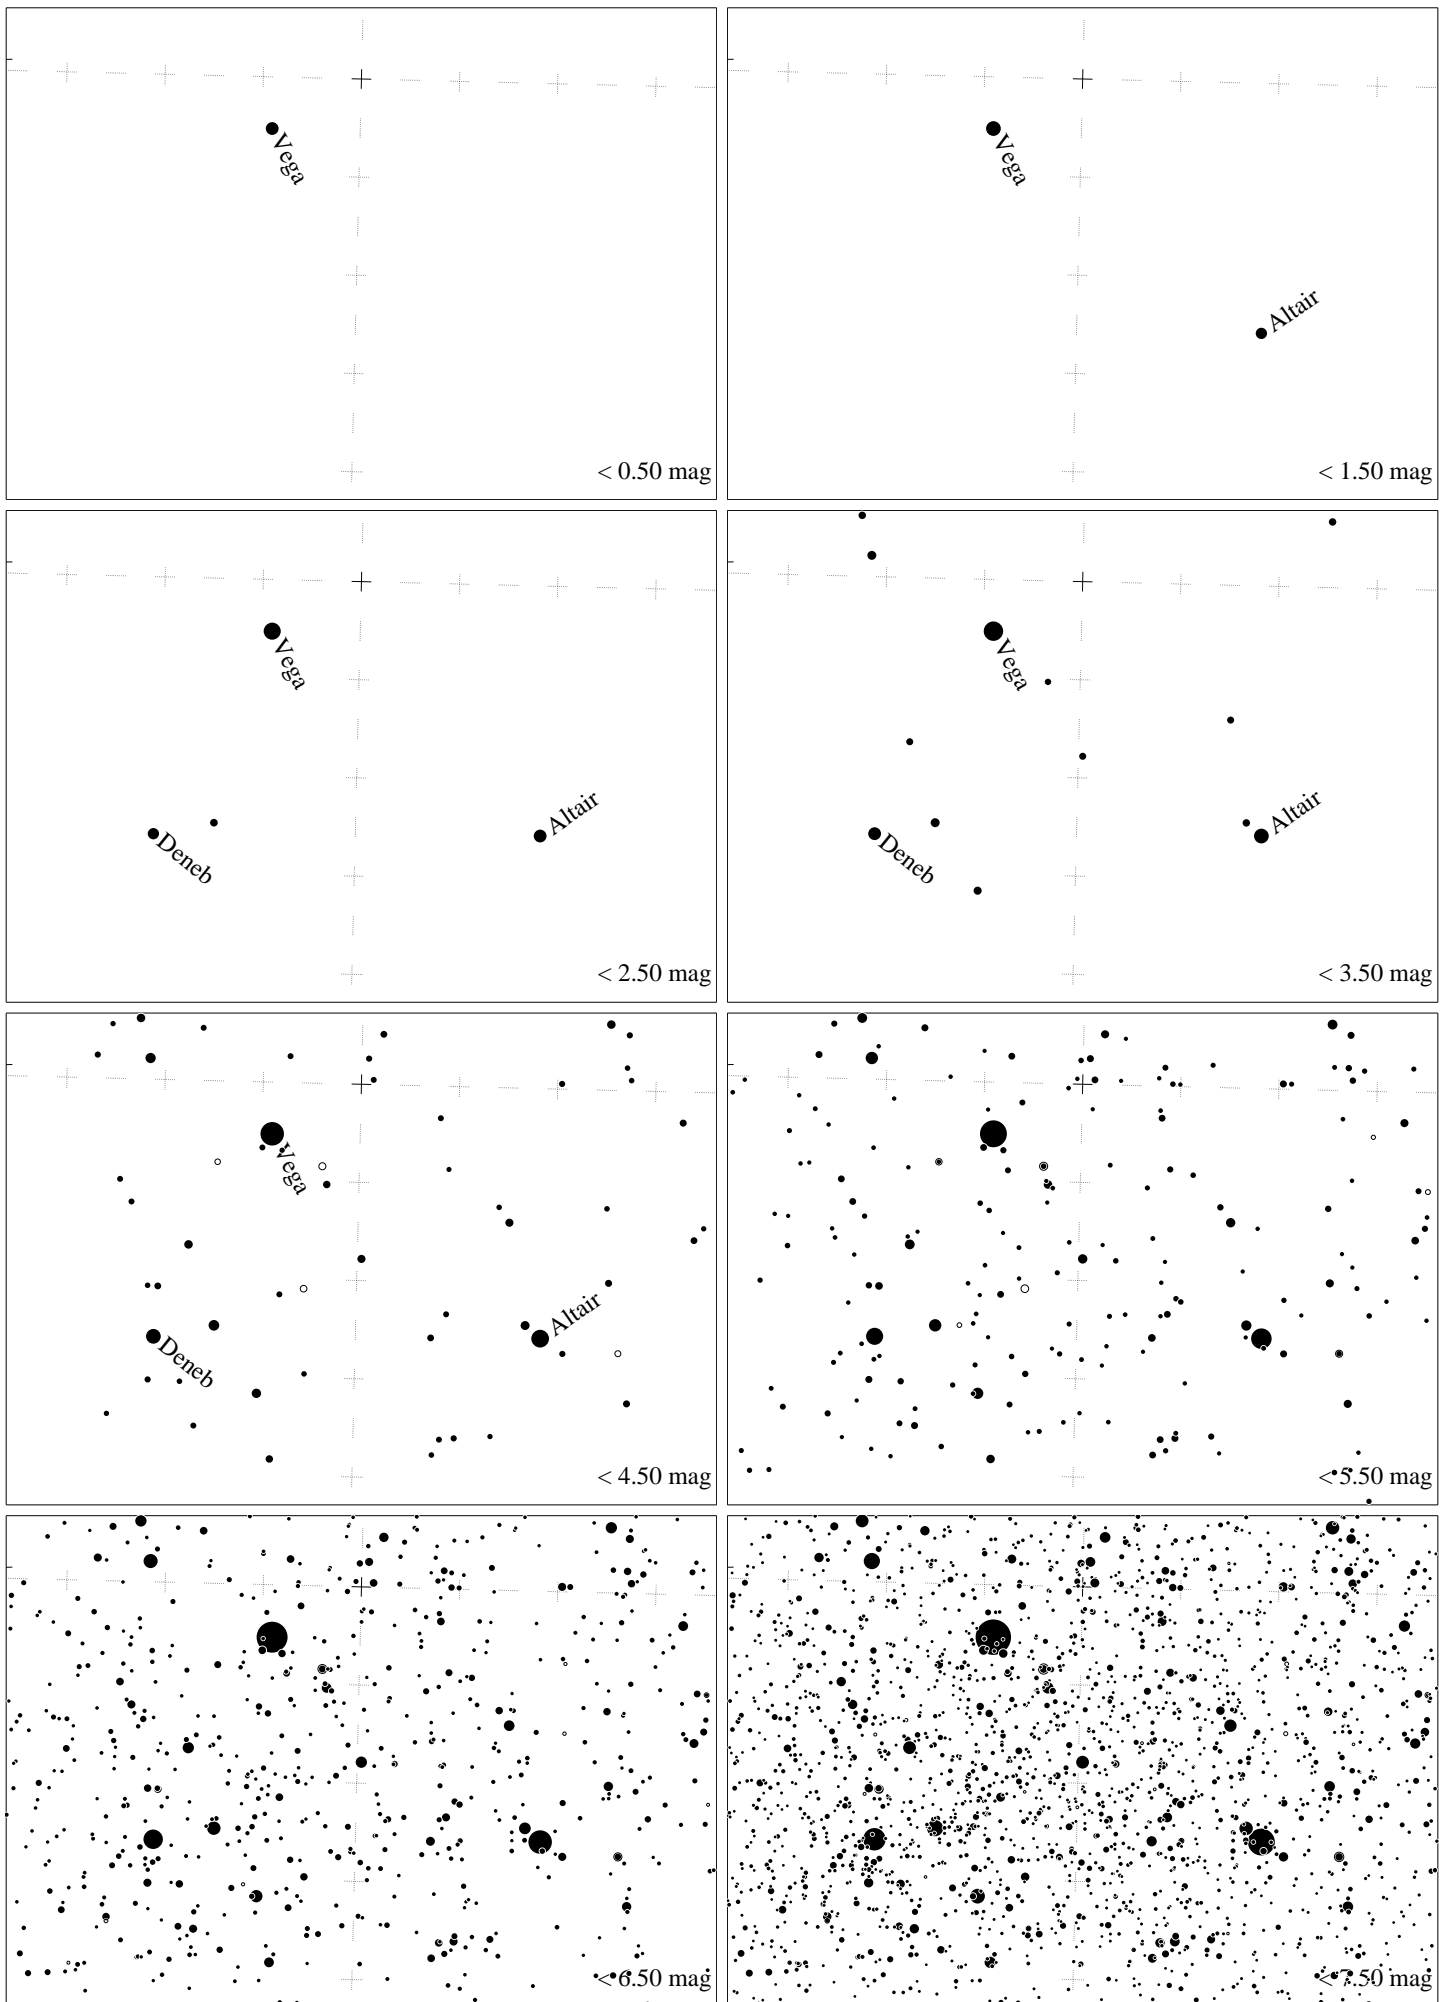 Vega
< 0.50 mag
Vega
Altair
< 1.50 mag
Vega
Deneb
Altair
< 2.50 mag
Vega
Deneb
Altair
< 3.50 mag
Vega
Deneb
Altair
< 4.50 mag
< 5.50 mag
< 6.50 mag
< 7.50 mag